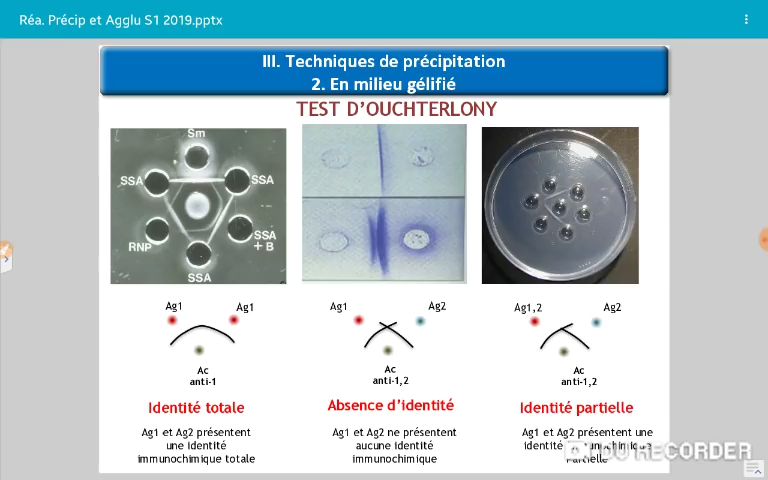 Réa. Précip et Agglu S1 2019.pptx
III. Techniques de précipitation
2. En milieu gélifié
TEST D'OUCHTERLONY
Sm
SSA
SSA
RNP
SSA
+ B
SSA
Ag1
Ag1
Ac
anti-1
Identité totale
Ag1 et Ag2 présentent
une identité
immunochimique totale
Ag1
Ag2
Ac
anti-1,2
Absence d'identité
Ag1 et Ag2 ne présentent
aucune identité
immunochimique
Ag1,2
Ag2
Ac
anti-1,2
Identité partielle
Ag1 et Ag2 présentent une
identité immunochimique
Partielle
DU RECORDER